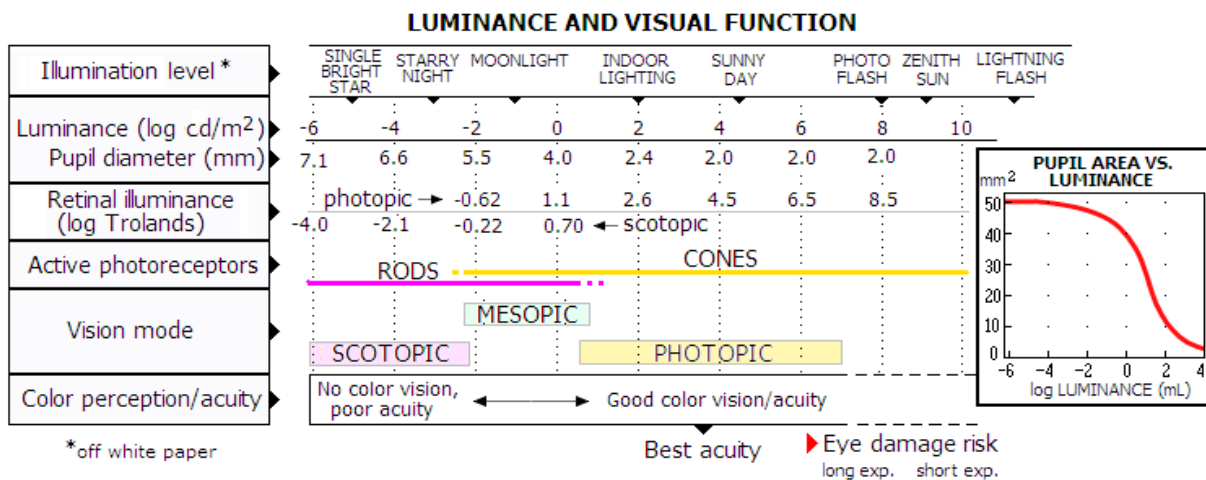 LUMINANCE AND VISUAL FUNCTION
Illumination level *
SINGLE BRIGHT STAR
STARRY NIGHT
MOONLIGHT
INDOOR LIGHTING
SUNNY DAY
PHOTO FLASH
ZENITH SUN
LIGHTNING FLASH
Luminance (log cd/m²) -6 -4 -2 0 2 4 6 8 10
Pupil diameter (mm) 7.1 6.6 5.5 4.0 2.4 2.0 2.0 2.0
Retinal illuminance
(log Trolands)
photopic → -0.62 1.1 2.6 4.5 6.5 8.5
-4.0 -2.1 -0.22 0.70 ← scotopic
Active photoreceptors
RODS
CONES
Vision mode
MESOPIC
SCOTOPIC
PHOTOPIC
Color perception/acuity
No color vision,
poor acuity
Good color vision/acuity
*off white paper
Best acuity
Eye damage risk
long exp. short exp.
PUPIL AREA VS.
LUMINANCE
mm²
50
40
30
20
10
0
-6 -4 -2 0 2 4
log LUMINANCE (mL)